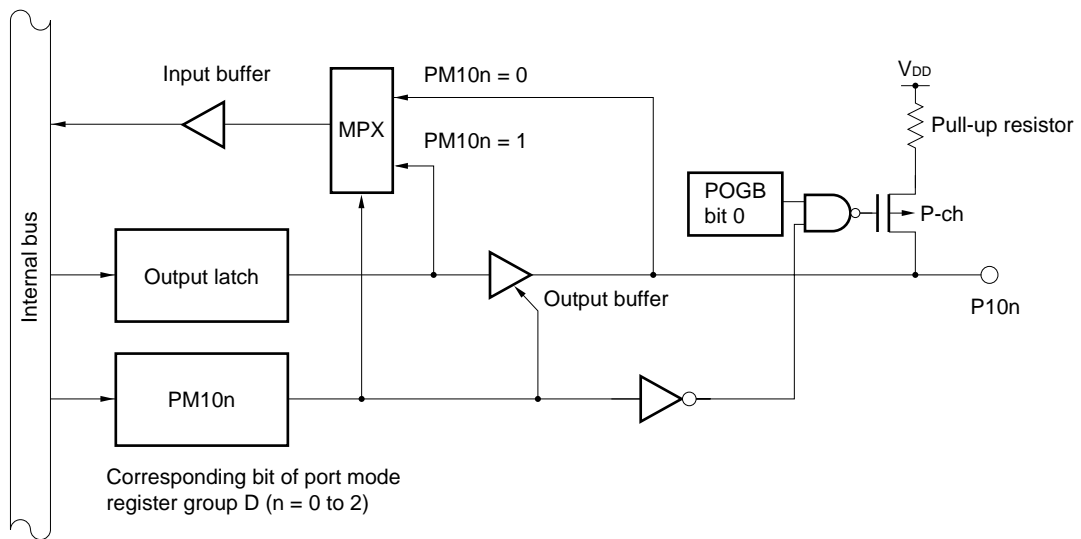 Input buffer
PM10n = 0
MPX
PM10n = 1
VDD
Pull-up resistor
POGB
bit 0
P-ch
Internal bus
Output latch
Output buffer
P10n
PM10n
Corresponding bit of port mode
register group D (n = 0 to 2)